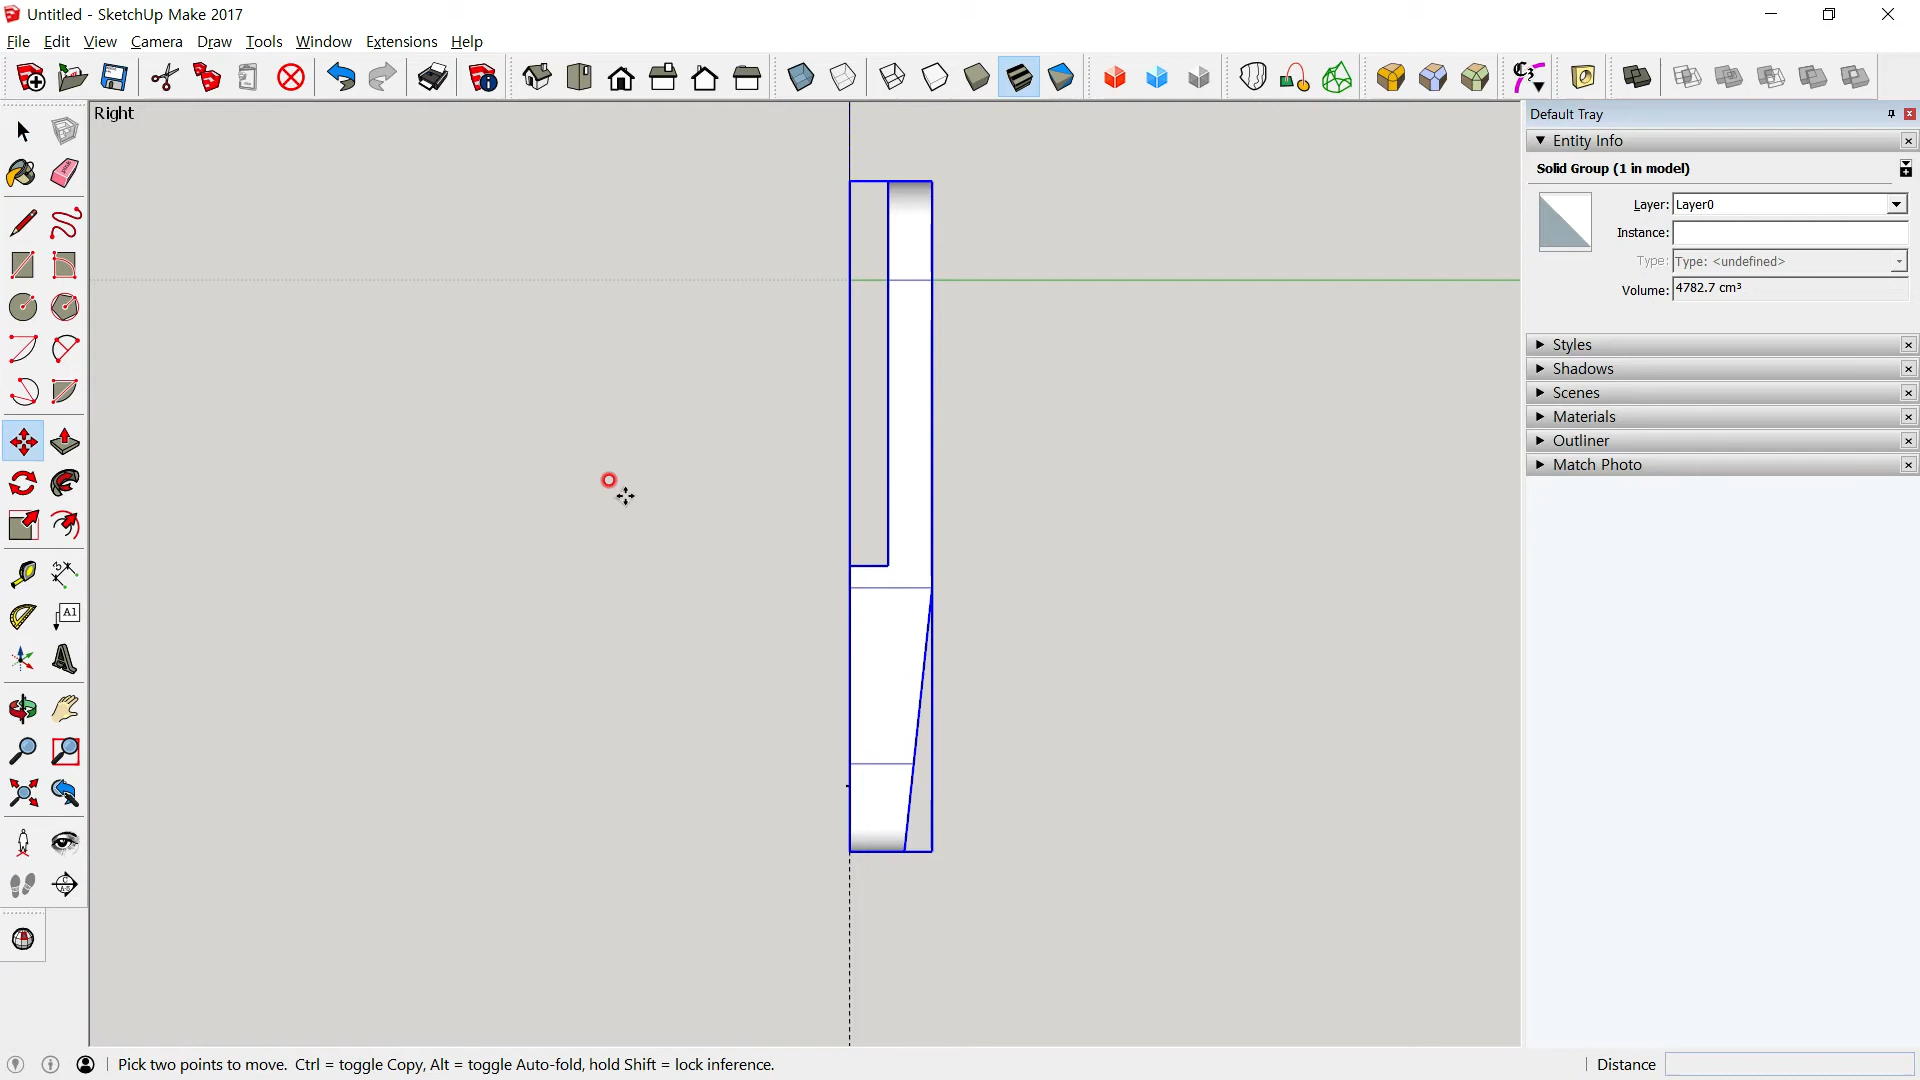 Untitled - SketchUp Make 2017
File Edit View Camera Draw Tools Window Extensions Help
Right
Default Tray
Entity Info
Solid Group (1 in model)
Layer: Layer0
Instance:
Type: Type: <undefined>
Volume: 4782.7 cm³
Styles
Shadows
Scenes
Materials
Outliner
Match Photo
A1
Pick two points to move. Ctrl = toggle Copy, Alt = toggle Auto-fold, hold Shift = lock inference.
Distance